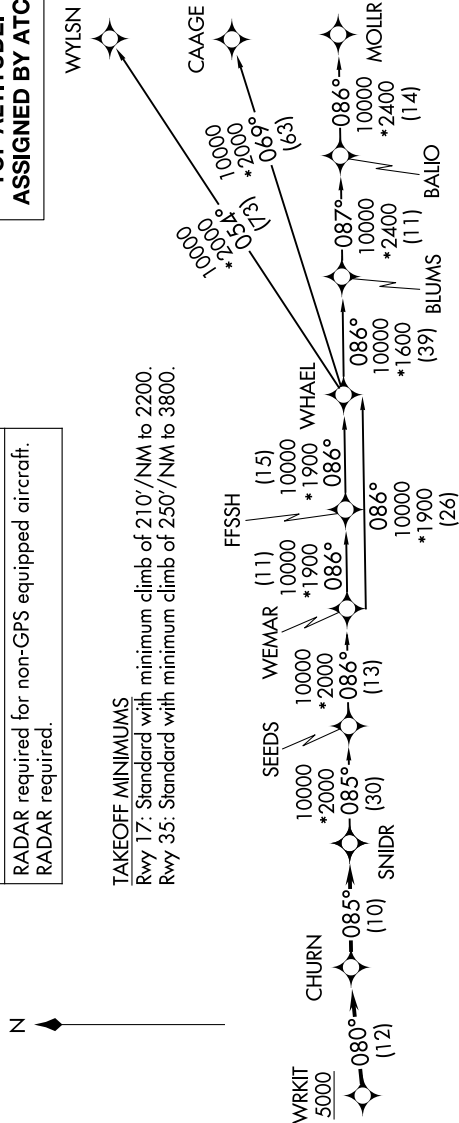 TOP ALTITUDE:
ASSIGNED BY ATC
RADAR required for non-GPS equipped aircraft.
RADAR required.
TAKEOFF MINIMUMS
Rwy 17: Standard with minimum climb of 210'/NM to 2200.
Rwy 35: Standard with minimum climb of 250'/NM to 3800.
N
WRKIT
5000
080°
(12)
CHURN
085°
(10)
SNIDR
10000
*2000
085°
(30)
SEEDS
10000
*2000
086°
(13)
WEMAR
(11)
10000
*1900
086°
FFSSH
(15)
10000
*1900
086°
086°
10000
*1900
(26)
WHAEL
10000
*2000
054°
(73)
WYLSN
10000
*2000
069°
(63)
CAAGE
086°
10000
*1600
(39)
BLUMS
087°
10000
*2400
(11)
BALIO
086°
10000
*2400
(14)
MOLLR